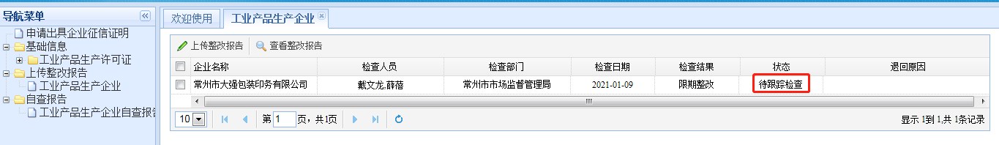 导航菜单
申请出具企业征信证明
基础信息
工业产品生产许可证
上传整改报告
工业产品生产企业
自查报告
工业产品生产企业自查报告
欢迎使用 工业产品生产企业
上传整改报告 查看整改报告
企业名称 检查人员 检查部门 检查日期 检查结果 状态 退回原因
常州市大强包装印务有限公司 戴文龙,薛蓓 常州市市场监督管理局 2021-01-09 限期整改 待跟踪检查
10 第 1 页，共1页 显示 1到 1,共 1条记录